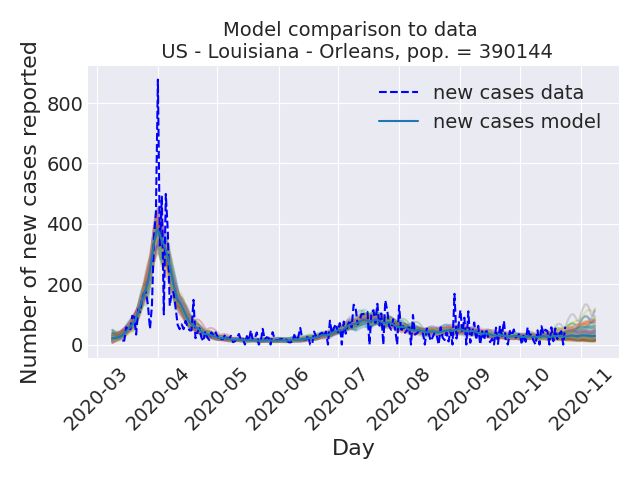 Model comparison to data
US - Louisiana - Orleans, pop. = 390144
Number of new cases reported
800
600
400
200
0
new cases data
new cases model
2020-03
2020-04
2020-05
2020-06
2020-07
2020-08
2020-09
2020-10
2020-11
Day